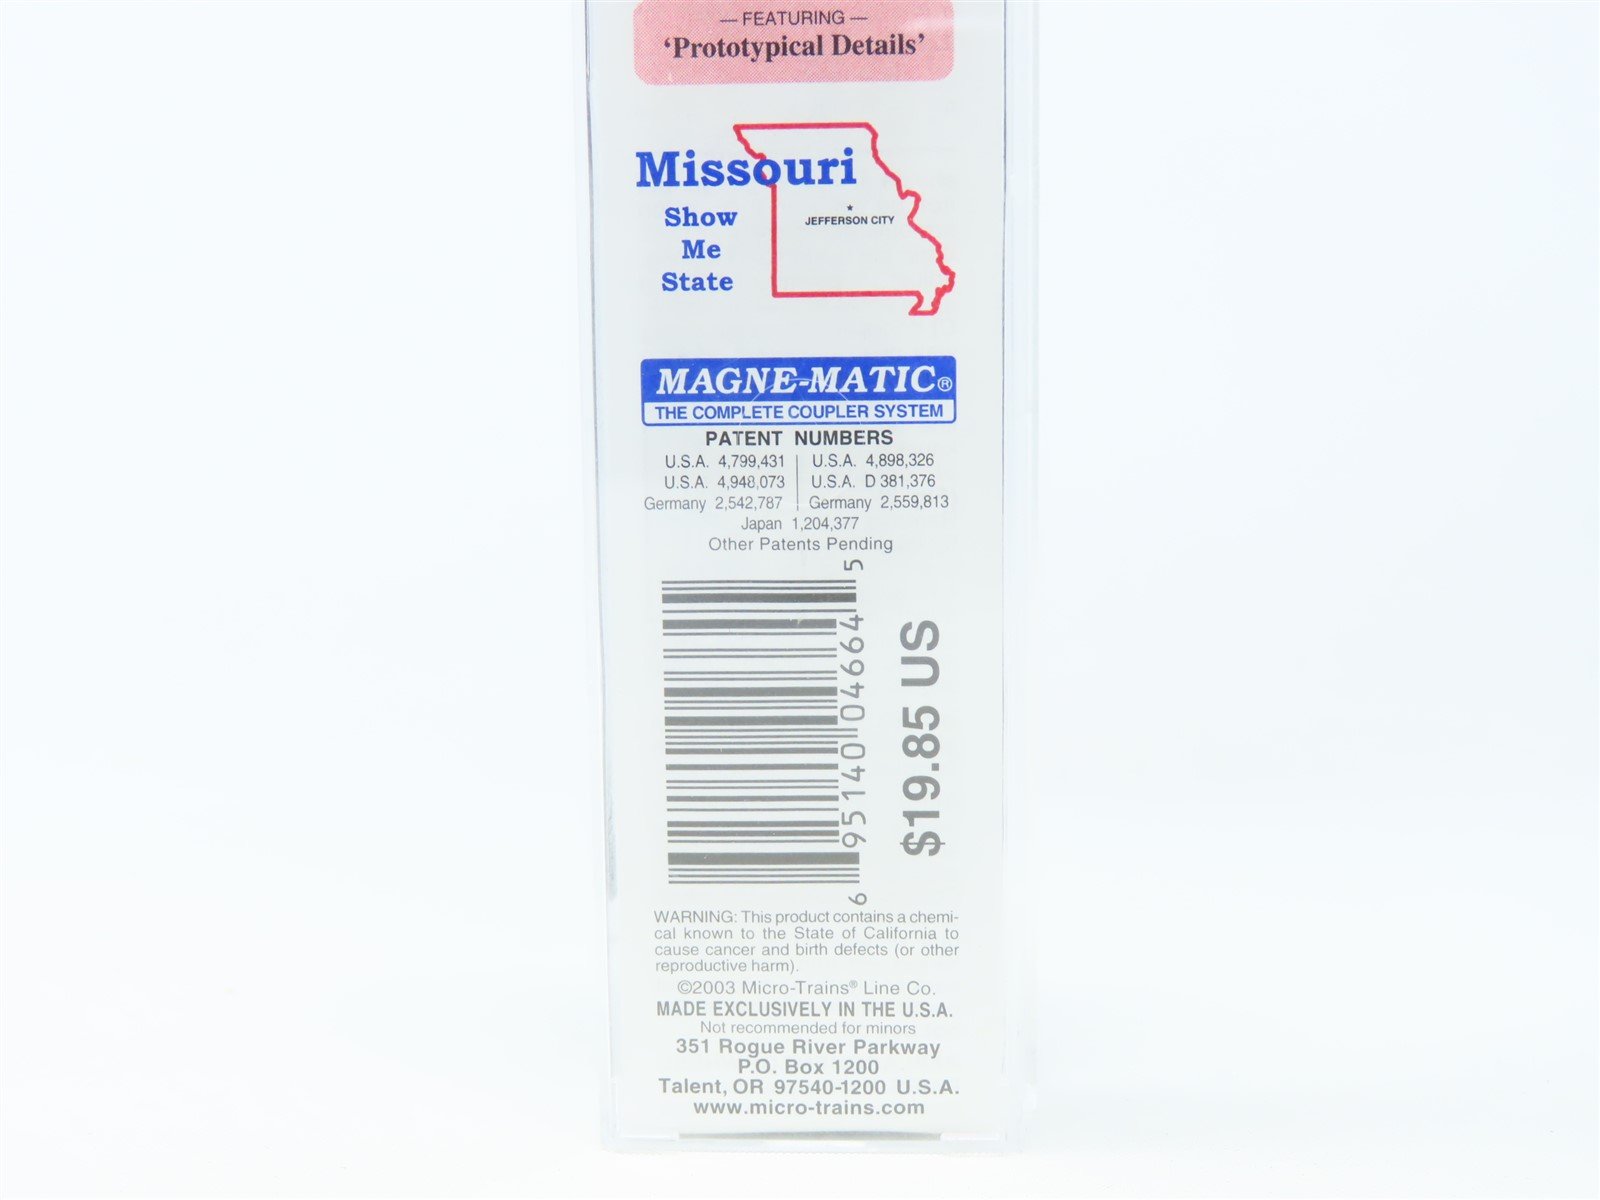 — FEATURING —
‘Prototypical Details’
Missouri
Show
Me
State
★
JEFFERSON CITY
MAGNE-MATIC®
THE COMPLETE COUPLER SYSTEM
PATENT NUMBERS
U.S.A. 4,799,431 | U.S.A. 4,898,326
U.S.A. 4,948,073 | U.S.A. D 381,376
Germany 2,542,787 | Germany 2,559,813
Japan 1,204,377
Other Patents Pending
6 95140 04664 5
$19.85 US
WARNING: This product contains a chemi-
cal known to the State of California to
cause cancer and birth defects (or other
reproductive harm).
©2003 Micro-Trains® Line Co.
MADE EXCLUSIVELY IN THE U.S.A.
Not recommended for minors
351 Rogue River Parkway
P.O. Box 1200
Talent, OR 97540-1200 U.S.A.
www.micro-trains.com